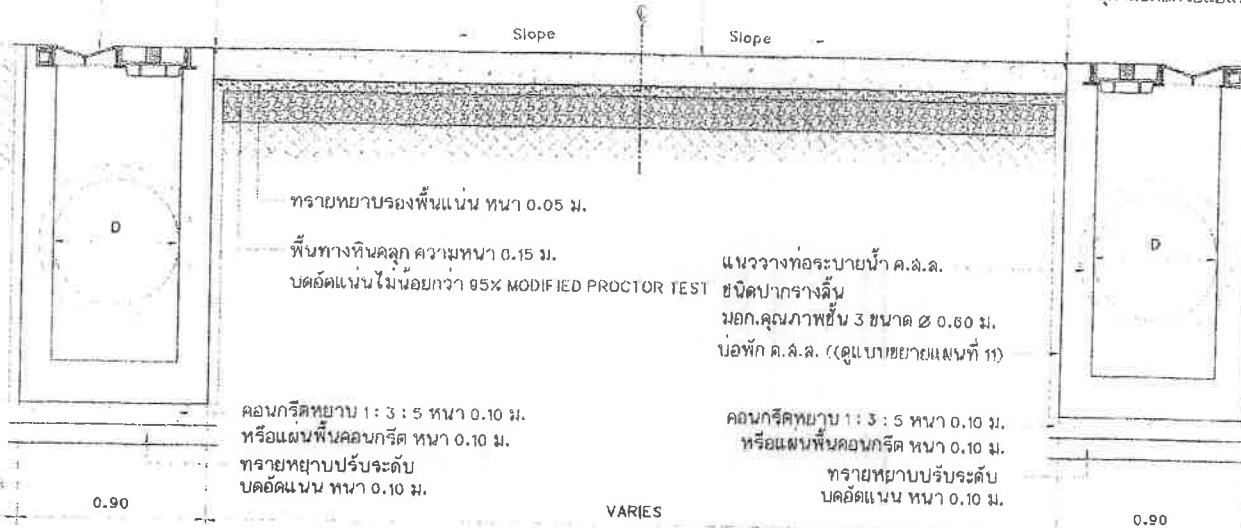 ℄
Slope
Slope
D
D
ทรายหยาบรองพื้นแน่น หนา 0.05 ม.
พื้นทางหินคลุก ความหนา 0.15 ม.
บดอัดแน่นไม่น้อยกว่า 95% MODIFIED PROCTOR TEST
แนววางท่อระบายน้ำ ค.ส.ล.
ชนิดปากรางลิ้น
มอก.คุณภาพชั้น 3 ขนาด Ø 0.60 ม.
บ่อพัก ค.ส.ล. ((ดูแบบขยายแผ่นที่ 11)
คอนกรีตหยาบ 1 : 3 : 5 หนา 0.10 ม.
หรือแผ่นพื้นคอนกรีต หนา 0.10 ม.
ทรายหยาบปรับระดับ
บดอัดแน่น หนา 0.10 ม.
คอนกรีตหยาบ 1 : 3 : 5 หนา 0.10 ม.
หรือแผ่นพื้นคอนกรีต หนา 0.10 ม.
ทรายหยาบปรับระดับ
บดอัดแน่น หนา 0.10 ม.
0.90
VARIES
0.90